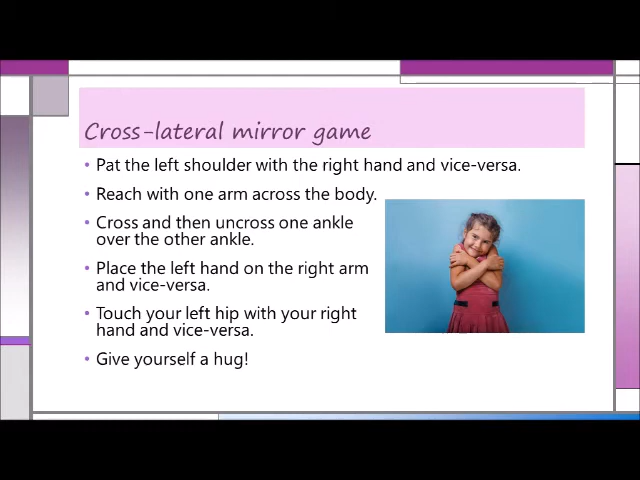 Cross-lateral mirror game
• Pat the left shoulder with the right hand and vice-versa.
• Reach with one arm across the body.
• Cross and then uncross one ankle
over the other ankle.
• Place the left hand on the right arm
and vice-versa.
• Touch your left hip with your right
hand and vice-versa.
• Give yourself a hug!